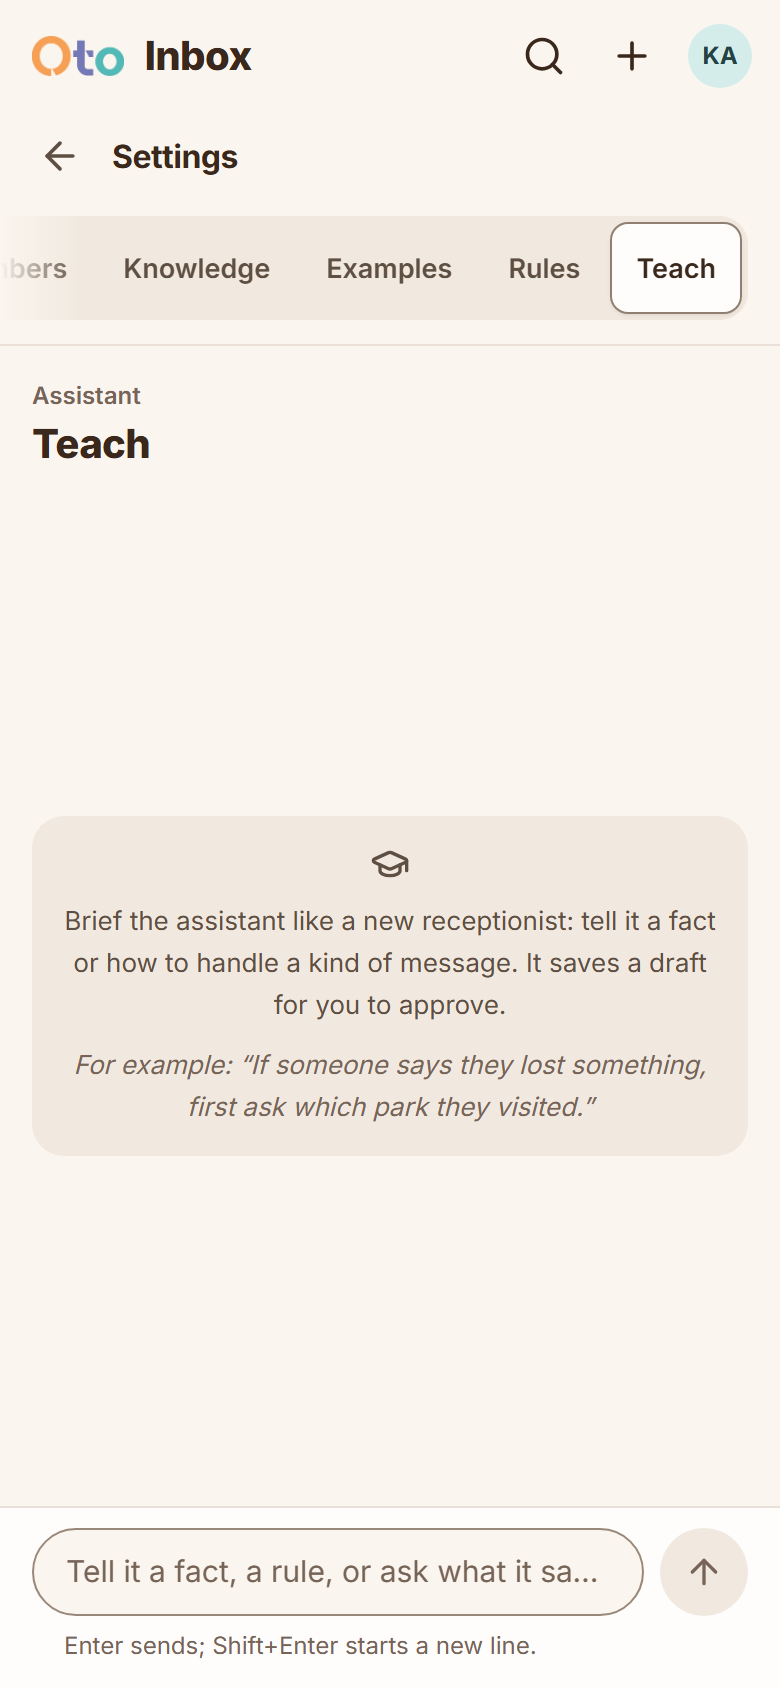 Oto Inbox
KA
Settings
bers Knowledge Examples Rules Teach
Assistant
Teach
Brief the assistant like a new receptionist: tell it a fact
or how to handle a kind of message. It saves a draft
for you to approve.
For example: “If someone says they lost something,
first ask which park they visited.”
Tell it a fact, a rule, or ask what it sa...
Enter sends; Shift+Enter starts a new line.